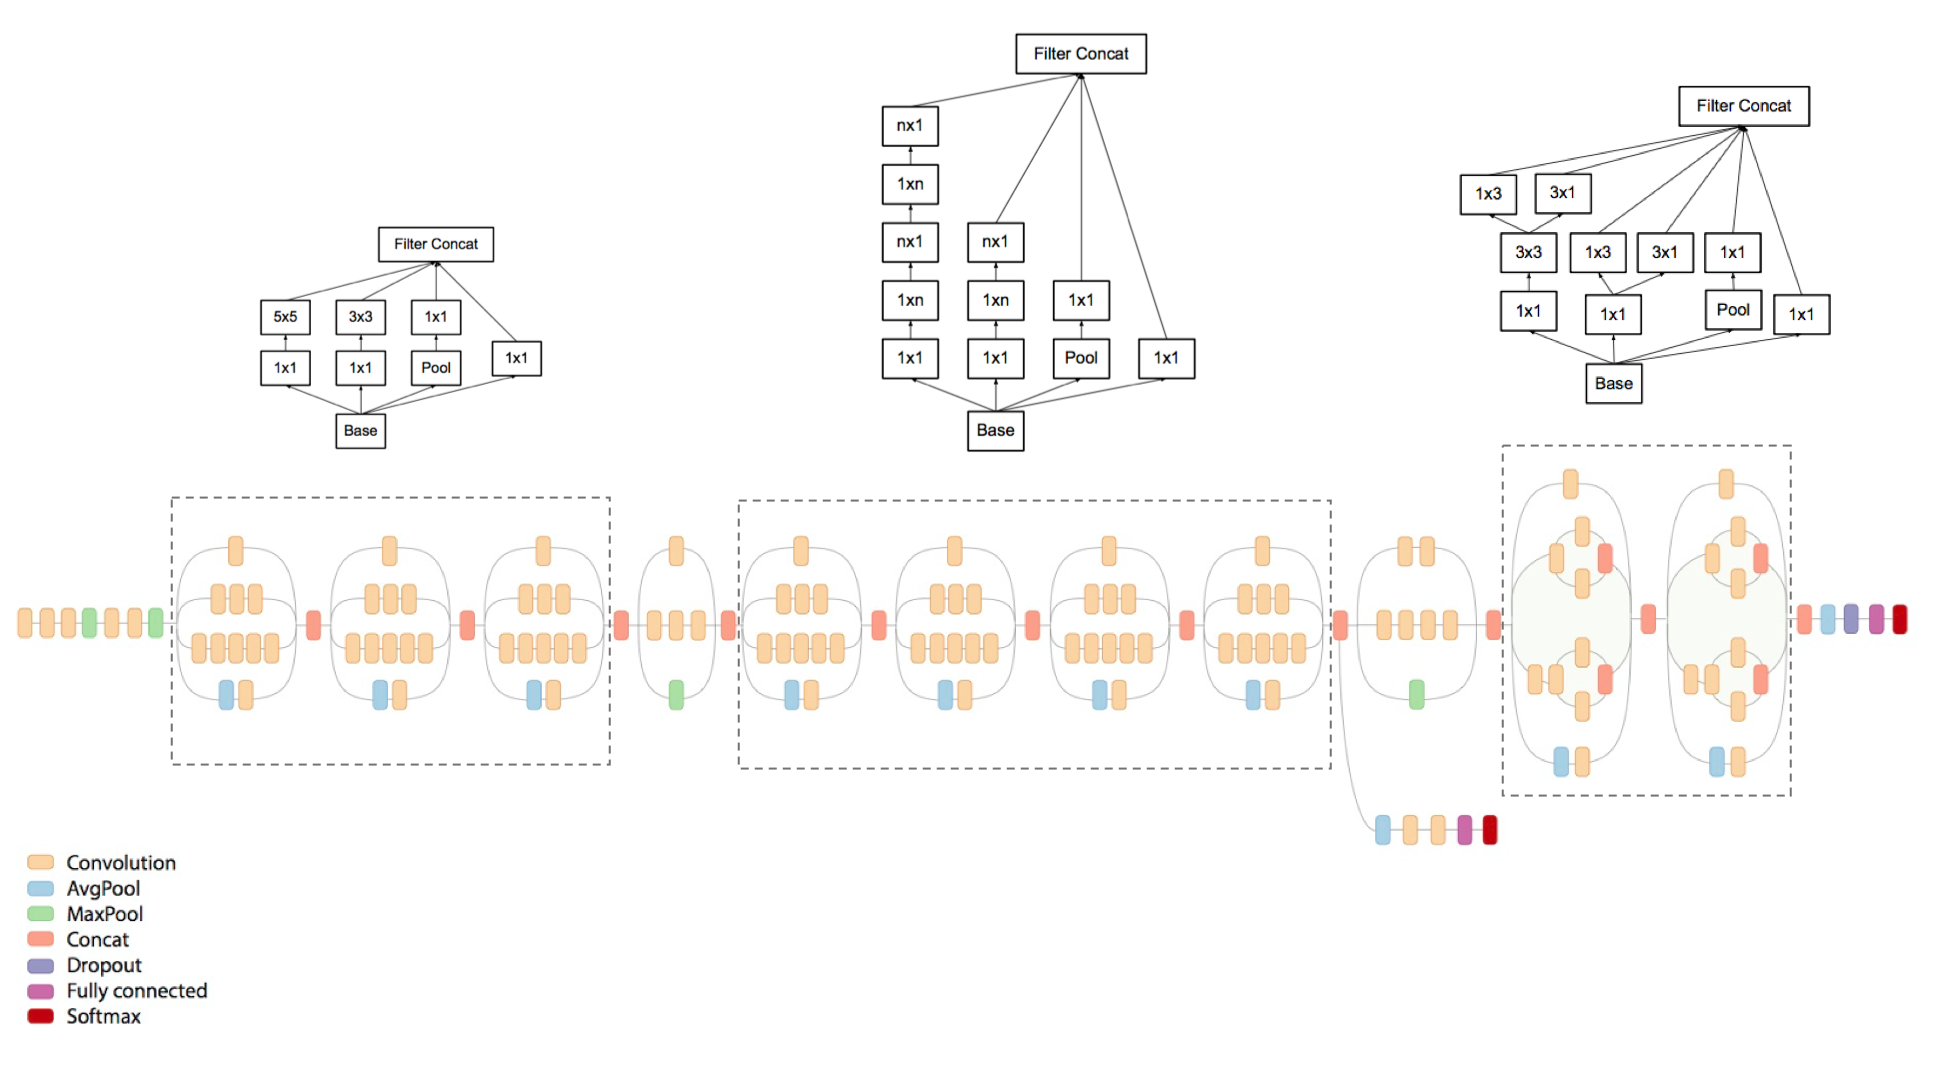 Filter Concat
5x5 3x3 1x1
1x1 1x1 Pool 1x1
Base
Filter Concat
nx1
1xn
nx1 nx1
1xn 1xn 1x1
1x1 1x1 Pool 1x1
Base
Filter Concat
1x3 3x1
3x3 1x3 3x1 1x1
1x1 1x1 Pool 1x1
Base
Convolution
AvgPool
MaxPool
Concat
Dropout
Fully connected
Softmax